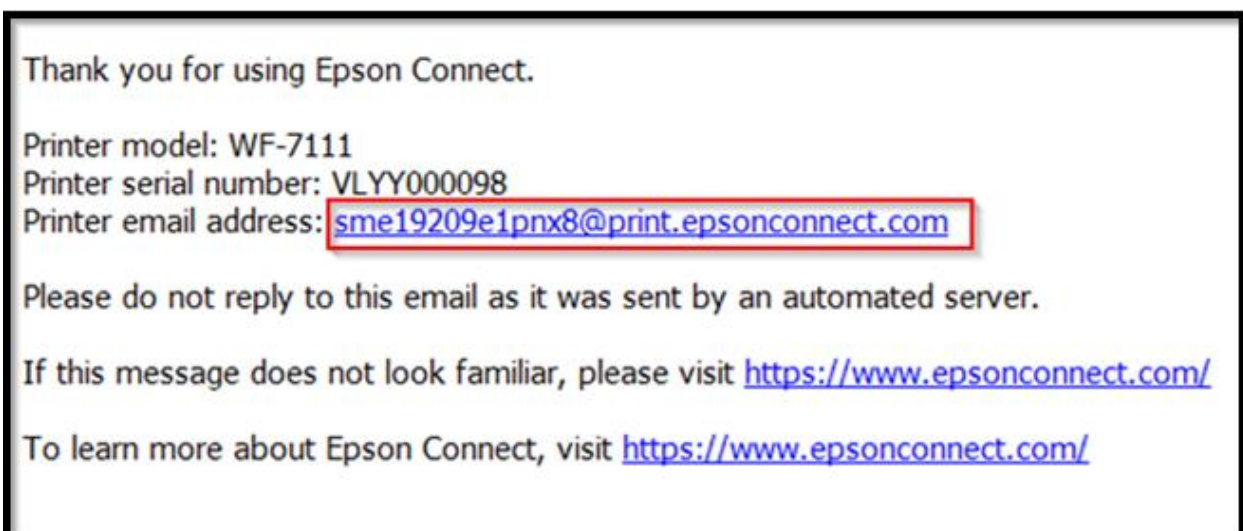 Thank you for using Epson Connect.
Printer model: WF-7111
Printer serial number: VLYY000098
Printer email address: sme19209e1pnx8@print.epsonconnect.com
Please do not reply to this email as it was sent by an automated server.
If this message does not look familiar, please visit https://www.epsonconnect.com/
To learn more about Epson Connect, visit https://www.epsonconnect.com/